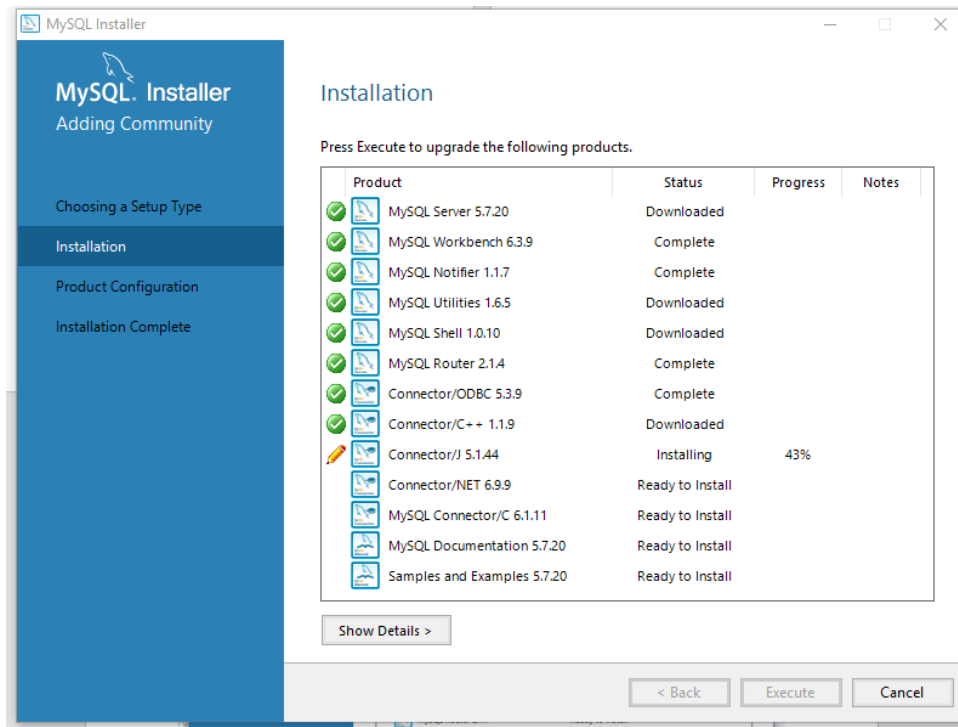 MySQL Installer
MySQL. Installer
Adding Community
Choosing a Setup Type
Installation
Product Configuration
Installation Complete
Installation
Press Execute to upgrade the following products.
Product Status Progress Notes
MySQL Server 5.7.20 Downloaded
MySQL Workbench 6.3.9 Complete
MySQL Notifier 1.1.7 Complete
MySQL Utilities 1.6.5 Downloaded
MySQL Shell 1.0.10 Downloaded
MySQL Router 2.1.4 Complete
Connector/ODBC 5.3.9 Complete
Connector/C++ 1.1.9 Downloaded
Connector/J 5.1.44 Installing 43%
Connector/NET 6.9.9 Ready to Install
MySQL Connector/C 6.1.11 Ready to Install
MySQL Documentation 5.7.20 Ready to Install
Samples and Examples 5.7.20 Ready to Install
Show Details >
< Back Execute Cancel